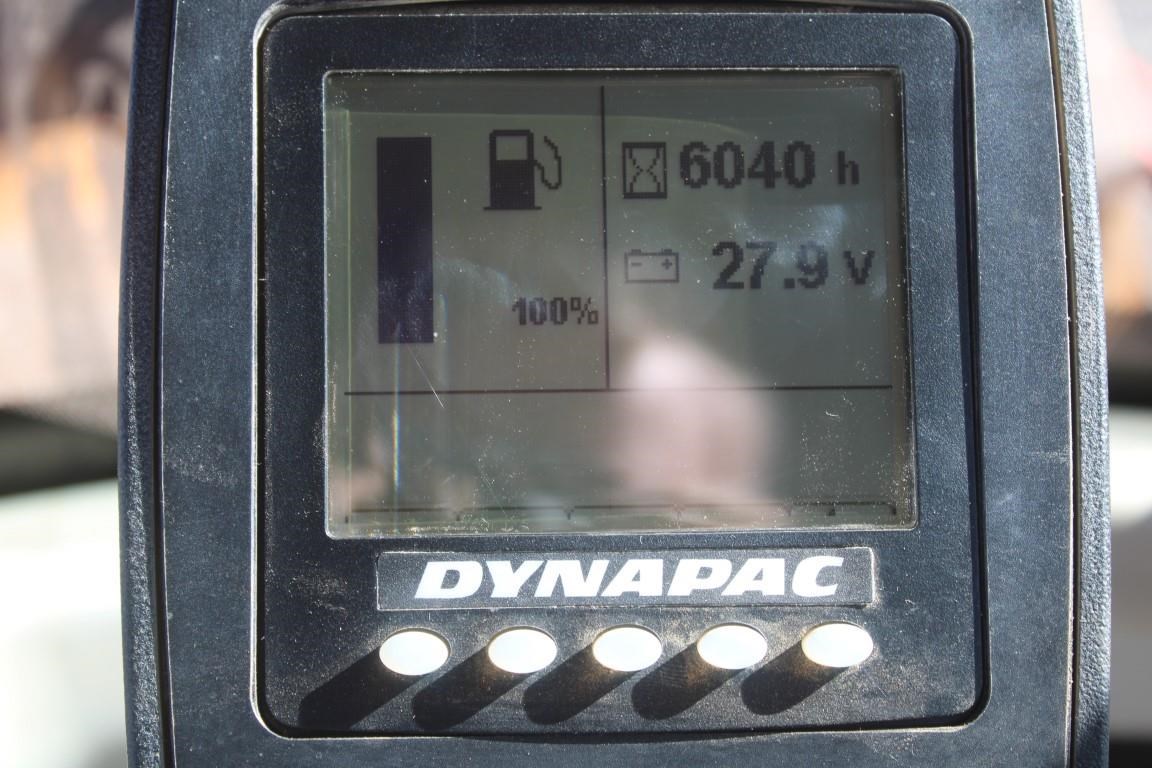 6040 h
27.9 V
100%
DYNAPAC